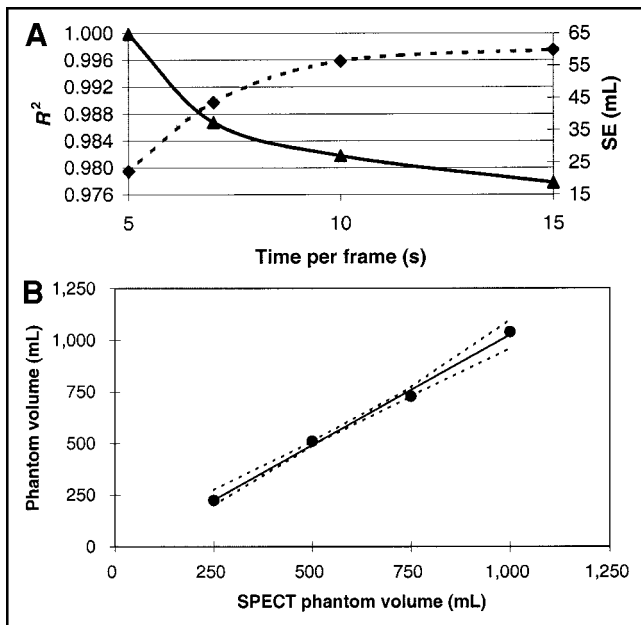 A
1.000
0.996
0.992
0.988
0.984
0.980
0.976
R²
65
55
45
35
25
15
SE (mL)
5 7 10 15
Time per frame (s)
B
1,250
1,000
750
500
250
0
Phantom volume (mL)
0 250 500 750 1,000 1,250
SPECT phantom volume (mL)